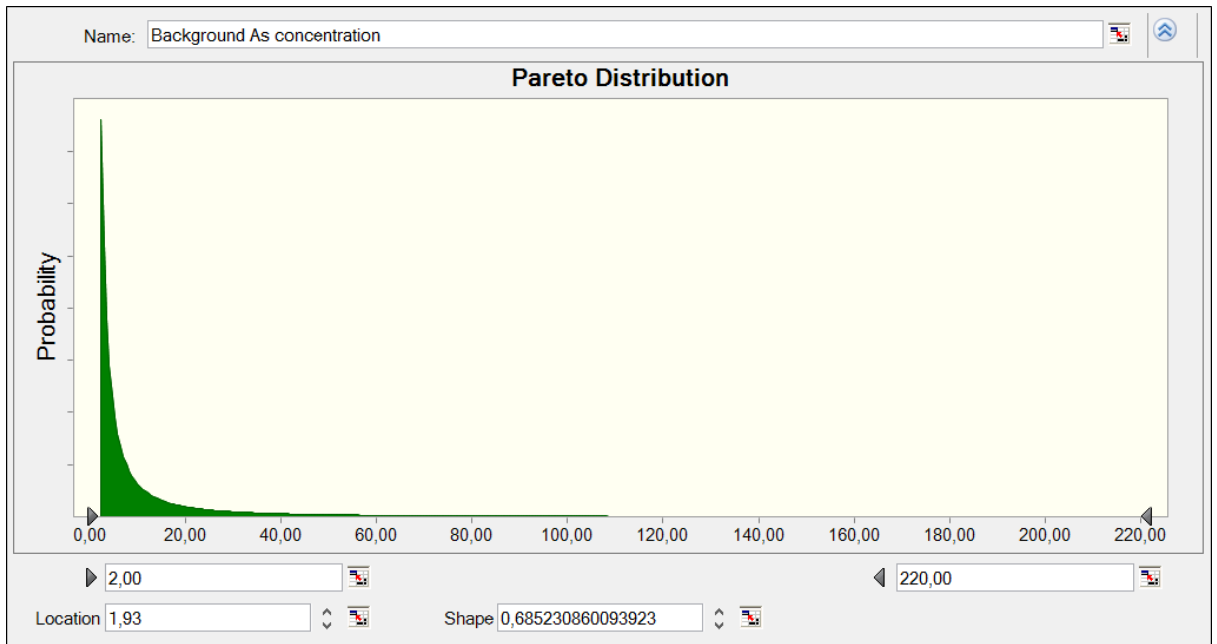 Name: Background As concentration
Pareto Distribution
Probability
0,00 20,00 40,00 60,00 80,00 100,00 120,00 140,00 160,00 180,00 200,00 220,00
2,00 220,00
Location 1,93 Shape 0,685230860093923